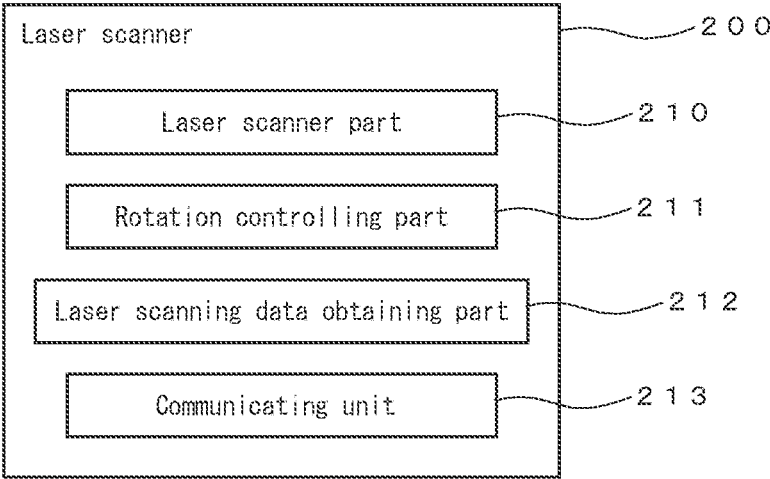 Laser scanner
２００
Laser scanner part
２１０
Rotation controlling part
２１１
Laser scanning data obtaining part
２１２
Communicating unit
２１３